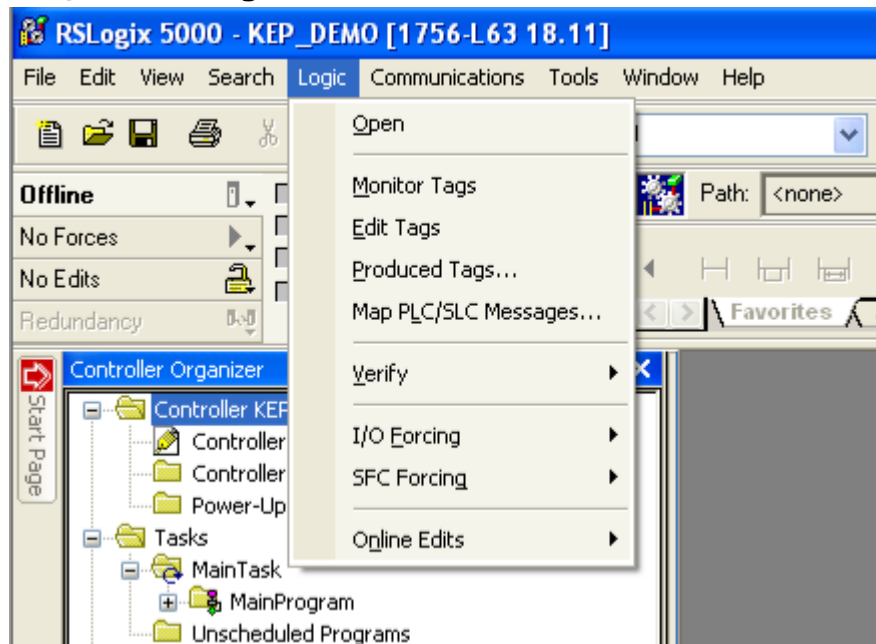 RSLogix 5000 - KEP_DEMO [1756-L63 18.11]
File Edit View Search Logic Communications Tools Window Help
Open
Offline
Monitor Tags
Path: <none>
No Forces
Edit Tags
No Edits
Produced Tags...
Redundancy
Map PLC/SLC Messages...
Favorites
Controller Organizer
Verify
Start Page
Controller KEP
Controller
I/O Forcing
Controller
SFC Forcing
Power-Up
Tasks
Online Edits
MainTask
MainProgram
Unscheduled Programs